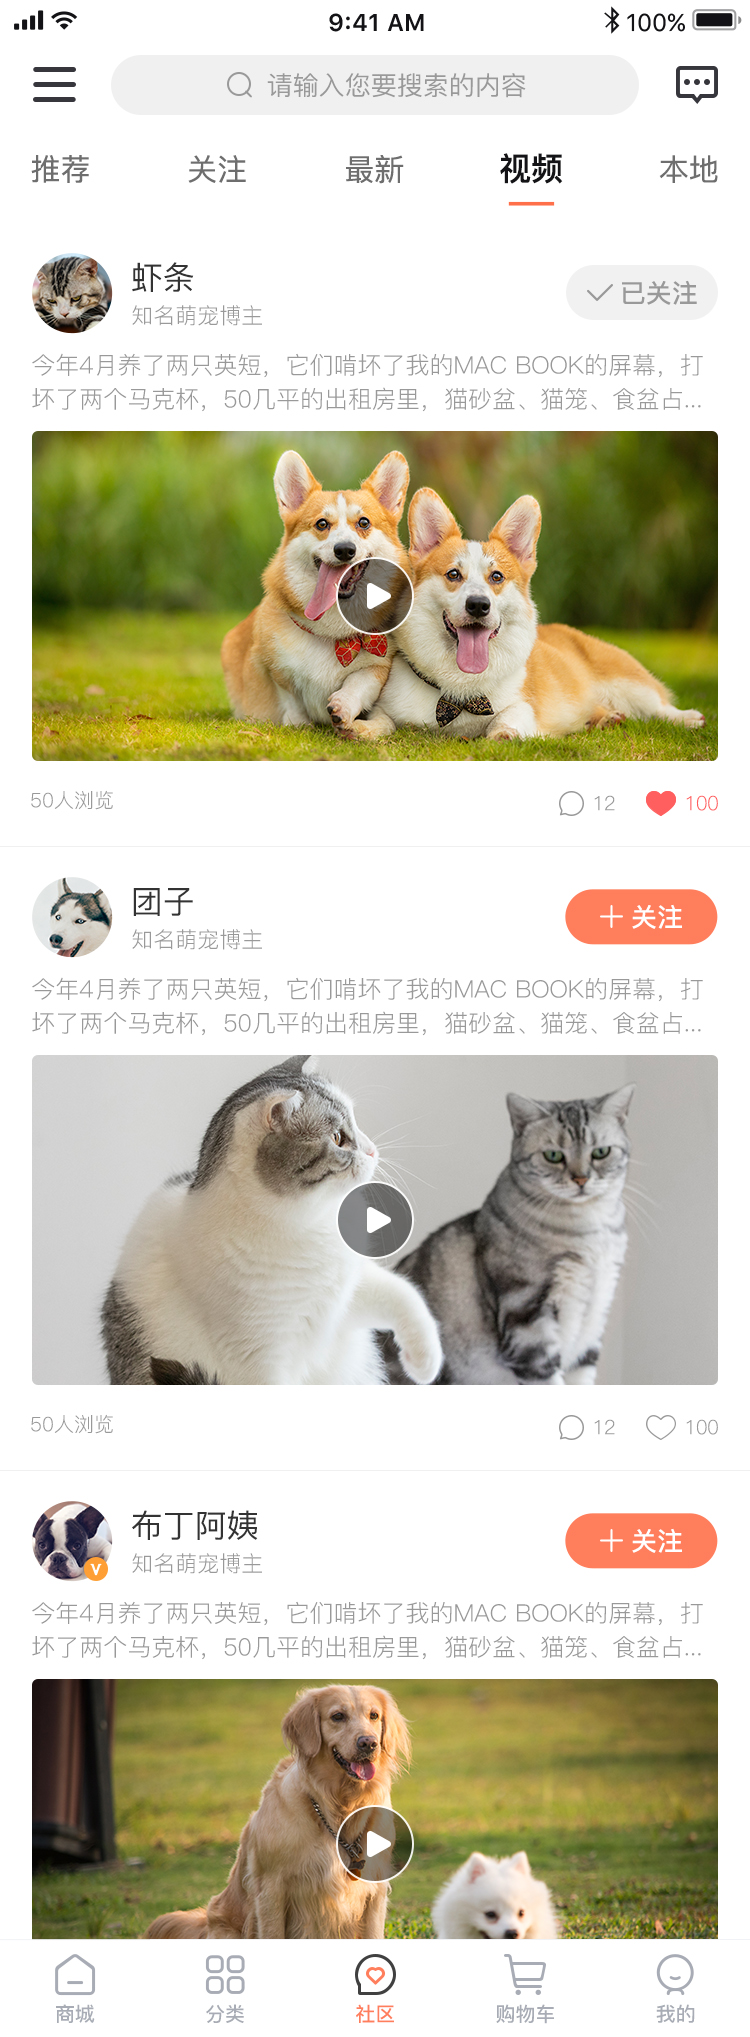 9:41 AM
100%
请输入您要搜索的内容
推荐 关注 最新 视频 本地
虾条
知名萌宠博主
已关注
今年4月养了两只英短，它们啃坏了我的MAC BOOK的屏幕，打
坏了两个马克杯，50几平的出租房里，猫砂盆、猫笼、食盆占...
50人浏览
12
100
团子
知名萌宠博主
关注
今年4月养了两只英短，它们啃坏了我的MAC BOOK的屏幕，打
坏了两个马克杯，50几平的出租房里，猫砂盆、猫笼、食盆占...
50人浏览
12
100
布丁阿姨
V
知名萌宠博主
关注
今年4月养了两只英短，它们啃坏了我的MAC BOOK的屏幕，打
坏了两个马克杯，50几平的出租房里，猫砂盆、猫笼、食盆占...
商城 分类 社区 购物车 我的